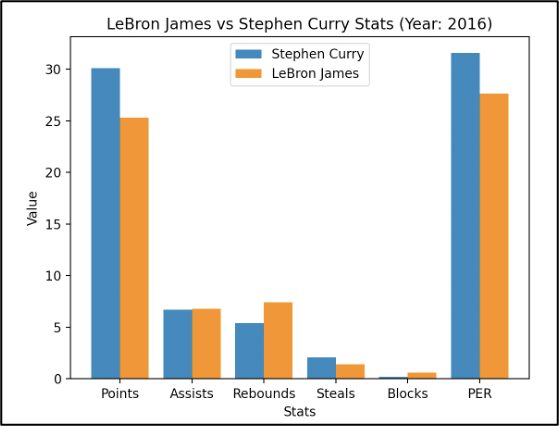 LeBron James vs Stephen Curry Stats (Year: 2016)
Stephen Curry
LeBron James
30
25
20
15
10
5
0
Value
Points Assists Rebounds Steals Blocks PER
Stats